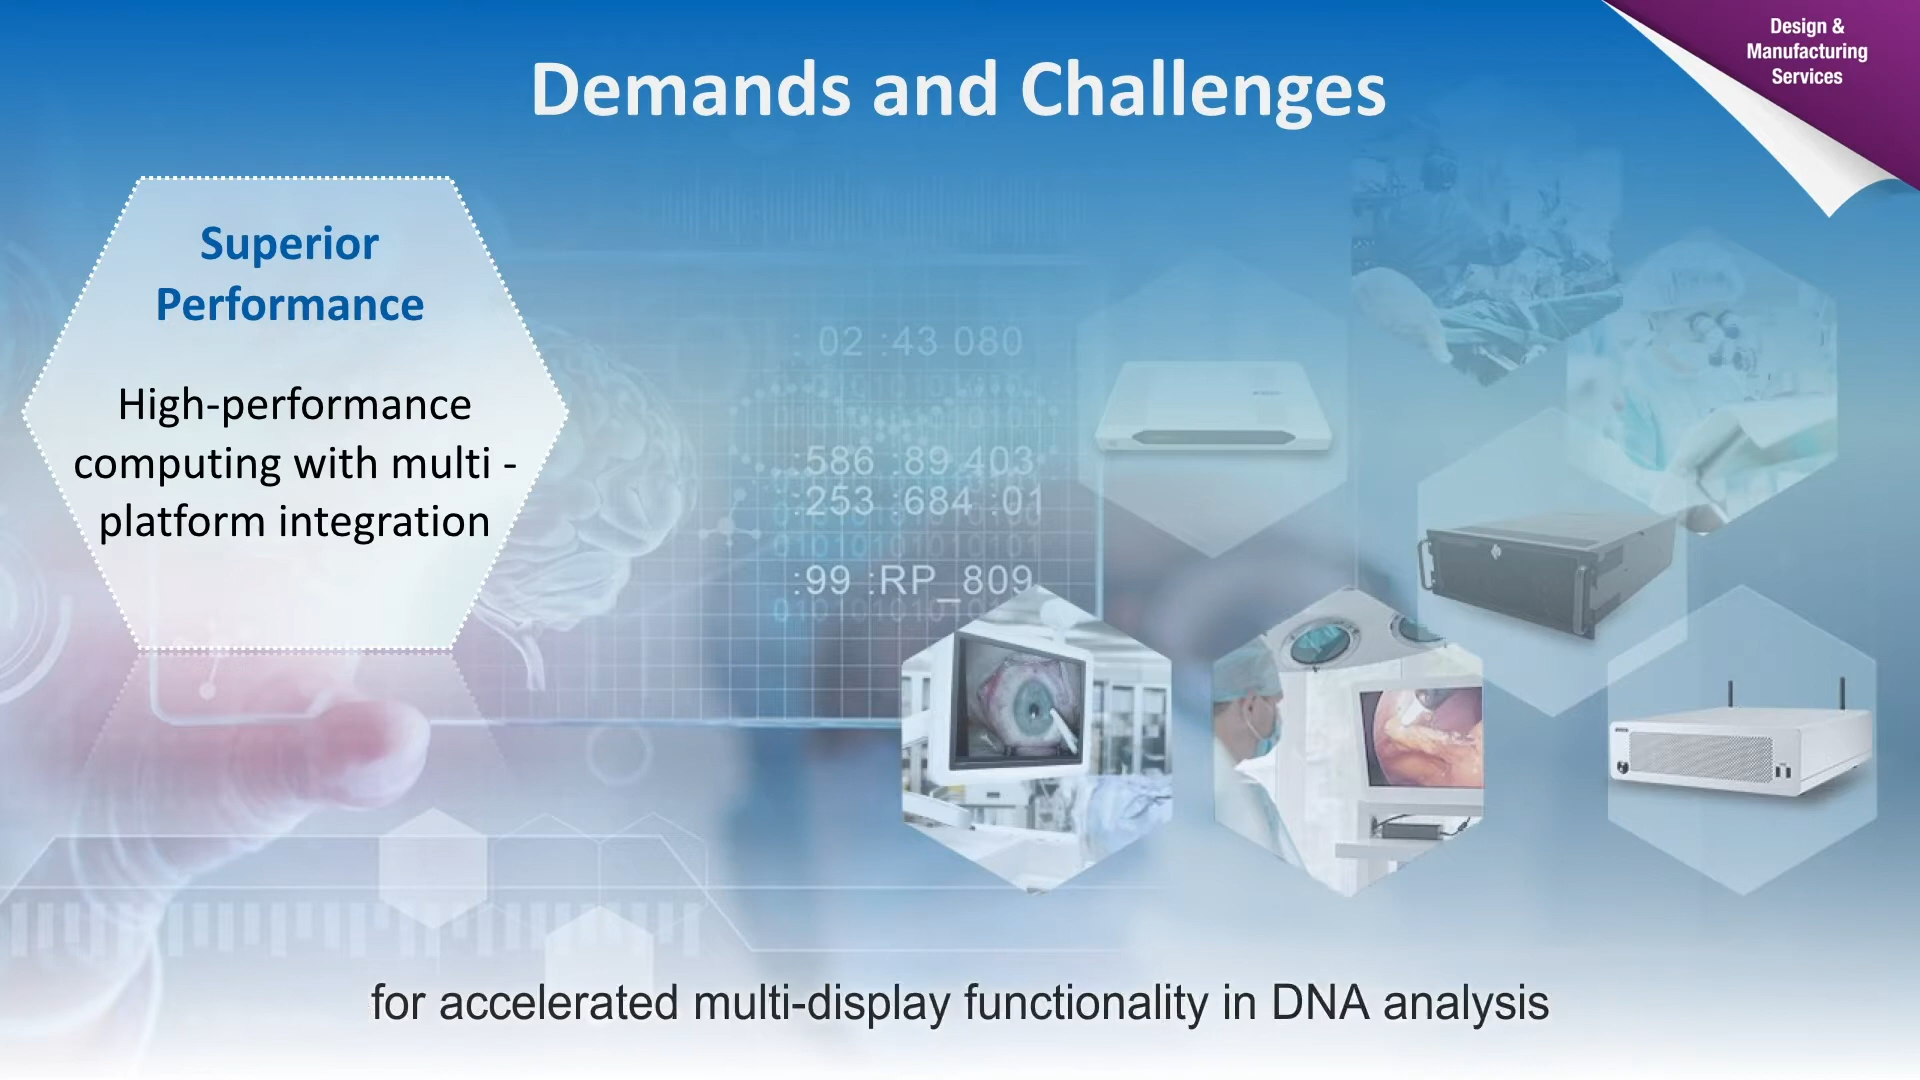 Design &
Manufacturing
Services
Demands and Challenges
Superior
Performance
High-performance
computing with multi -
platform integration
: 02 :43 080
:586 :89 403
:253 :684 :01
:99 :RP_809
for accelerated multi-display functionality in DNA analysis